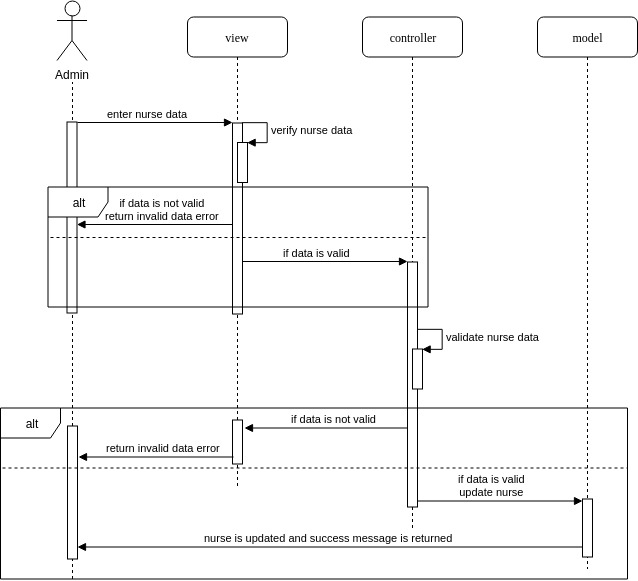 view
controller
model
Admin
enter nurse data
verify nurse data
alt
if data is not valid
return invalid data error
if data is valid
validate nurse data
alt
if data is not valid
return invalid data error
if data is valid
update nurse
nurse is updated and success message is returned